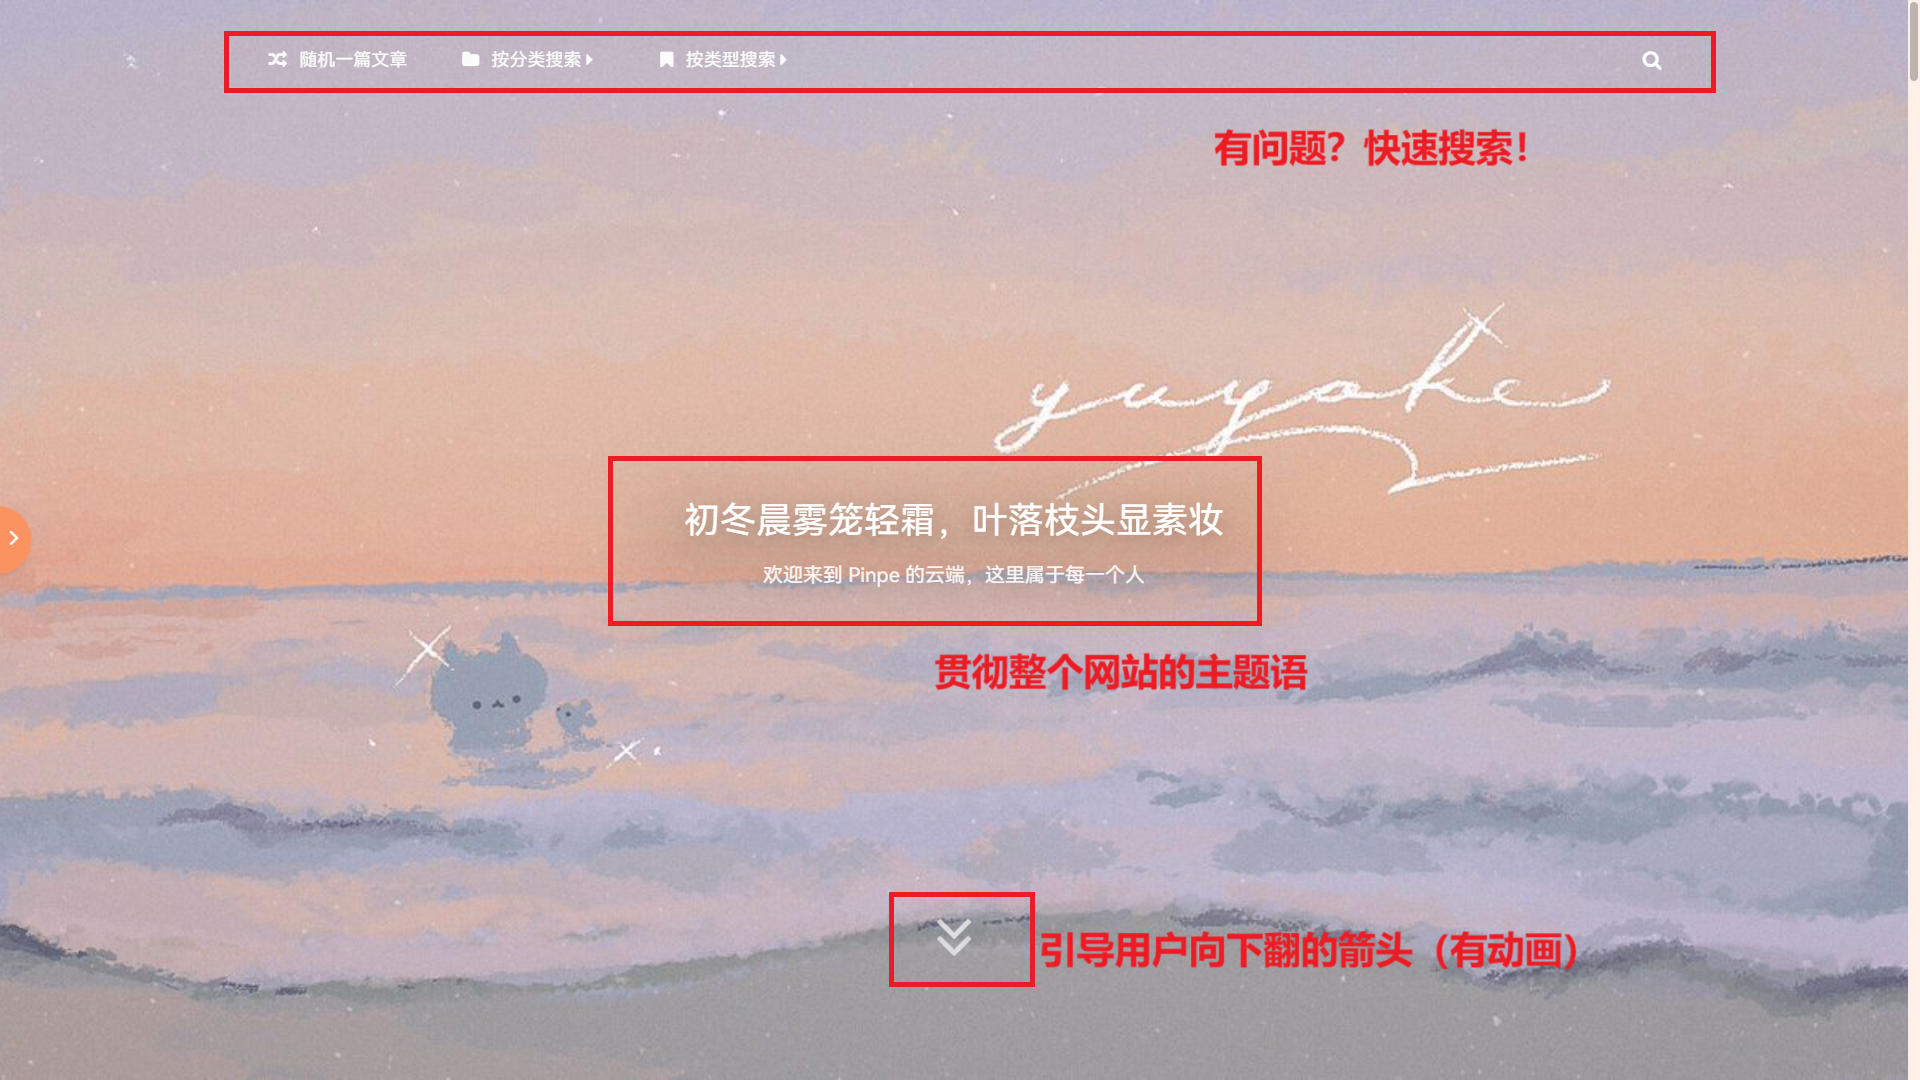 随机一篇文章 按分类搜索 按类型搜索
有问题？快速搜索！
yuyake
初冬晨雾笼轻霜，叶落枝头显素妆
欢迎来到 Pinpe 的云端，这里属于每一个人
贯彻整个网站的主题语
引导用户向下翻的箭头（有动画）